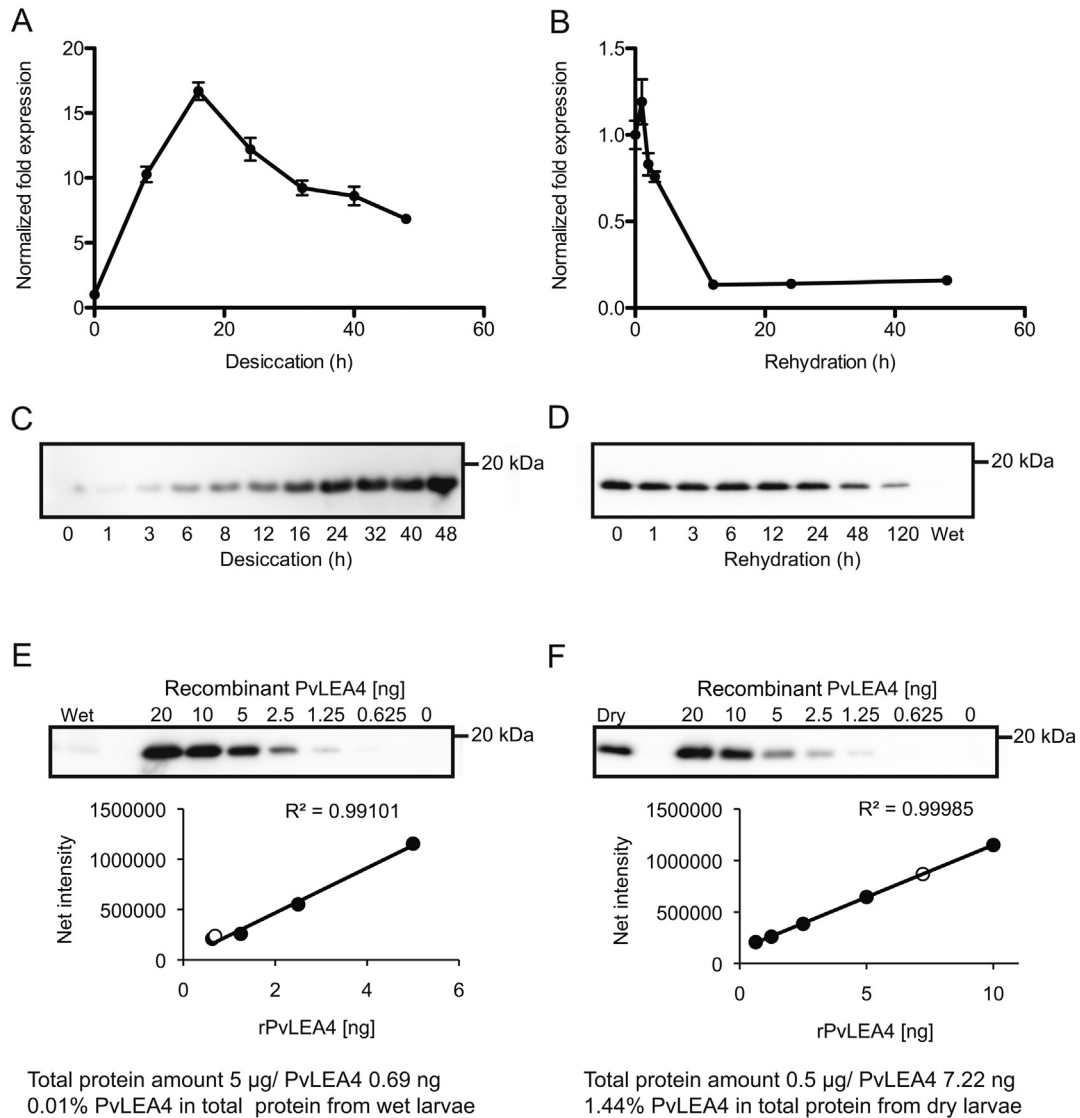 A
Normalized fold expression
20
15
10
5
0
0 20 40 60
Desiccation (h)
B
Normalized fold expression
1.5
1.0
0.5
0.0
0 20 40 60
Rehydration (h)
C
20 kDa
0 1 3 6 8 12 16 24 32 40 48
Desiccation (h)
D
20 kDa
0 1 3 6 12 24 48 120 Wet
Rehydration (h)
E
Recombinant PvLEA4 [ng]
Wet 20 10 5 2.5 1.25 0.625 0
20 kDa
R² = 0.99101
Net intensity
1500000
1000000
500000
0
0 2 4 6
rPvLEA4 [ng]
Total protein amount 5 µg/ PvLEA4 0.69 ng
0.01% PvLEA4 in total protein from wet larvae
F
Recombinant PvLEA4 [ng]
Dry 20 10 5 2.5 1.25 0.625 0
20 kDa
R² = 0.99985
Net intensity
1500000
1000000
500000
0
0 5 10
rPvLEA4 [ng]
Total protein amount 0.5 µg/ PvLEA4 7.22 ng
1.44% PvLEA4 in total protein from dry larvae